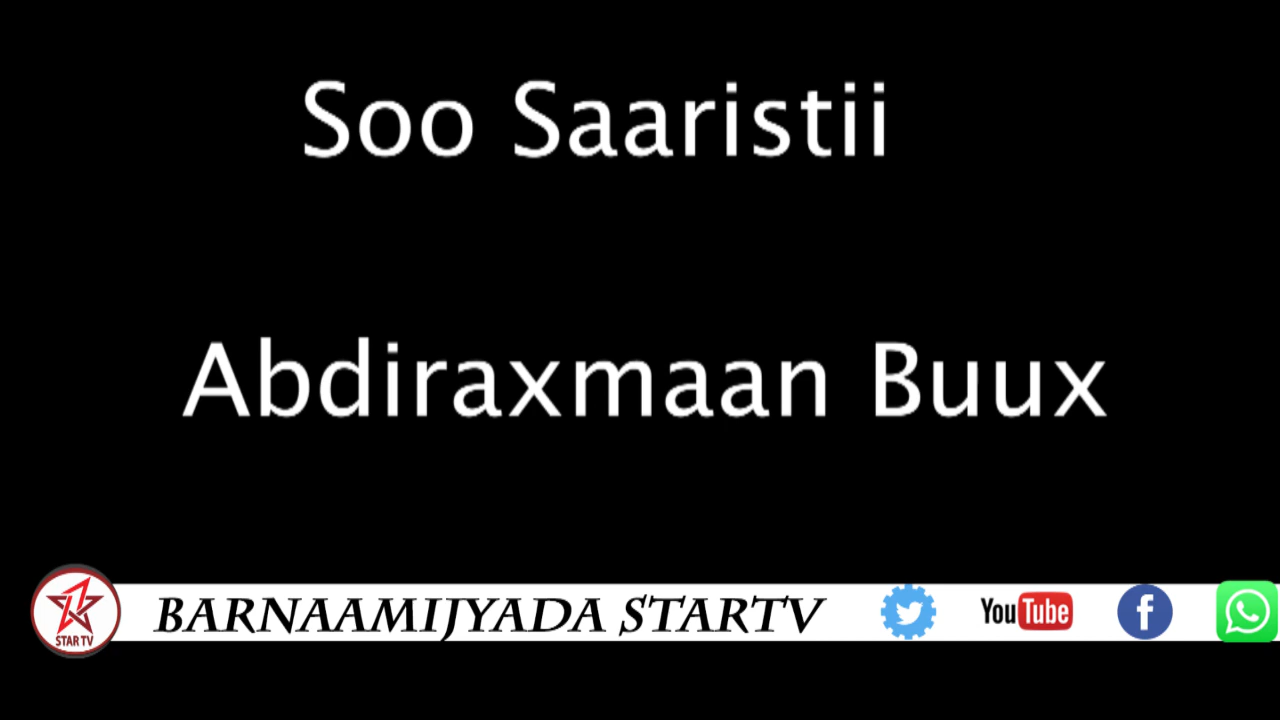 Soo Saaristii
Abdiraxmaan Buux
STAR TV
BARNAAMIJYADA STARTV
YouTube